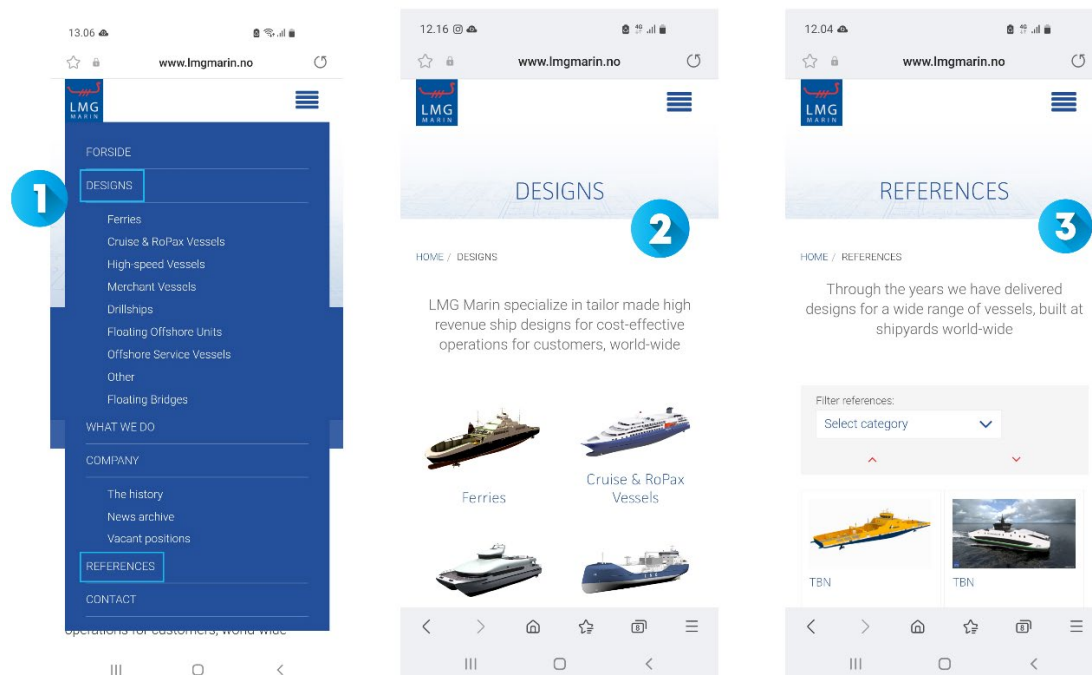 13.06
www.lmgmarin.no
LMG
MARIN
FORSIDE
DESIGNS
Ferries
Cruise & RoPax Vessels
High-speed Vessels
Merchant Vessels
Drillships
Floating Offshore Units
Offshore Service Vessels
Other
Floating Bridges
WHAT WE DO
COMPANY
The history
News archive
Vacant positions
REFERENCES
CONTACT
operations for customers, world-wide
1
12.16
4G
www.lmgmarin.no
LMG
MARIN
DESIGNS
2
HOME / DESIGNS
LMG Marin specialize in tailor made high
revenue ship designs for cost-effective
operations for customers, world-wide
Ferries
Cruise & RoPax
Vessels
8
12.04
4G
www.lmgmarin.no
LMG
MARIN
REFERENCES
3
HOME / REFERENCES
Through the years we have delivered
designs for a wide range of vessels, built at
shipyards world-wide
Filter references:
Select category
TBN
TBN
8